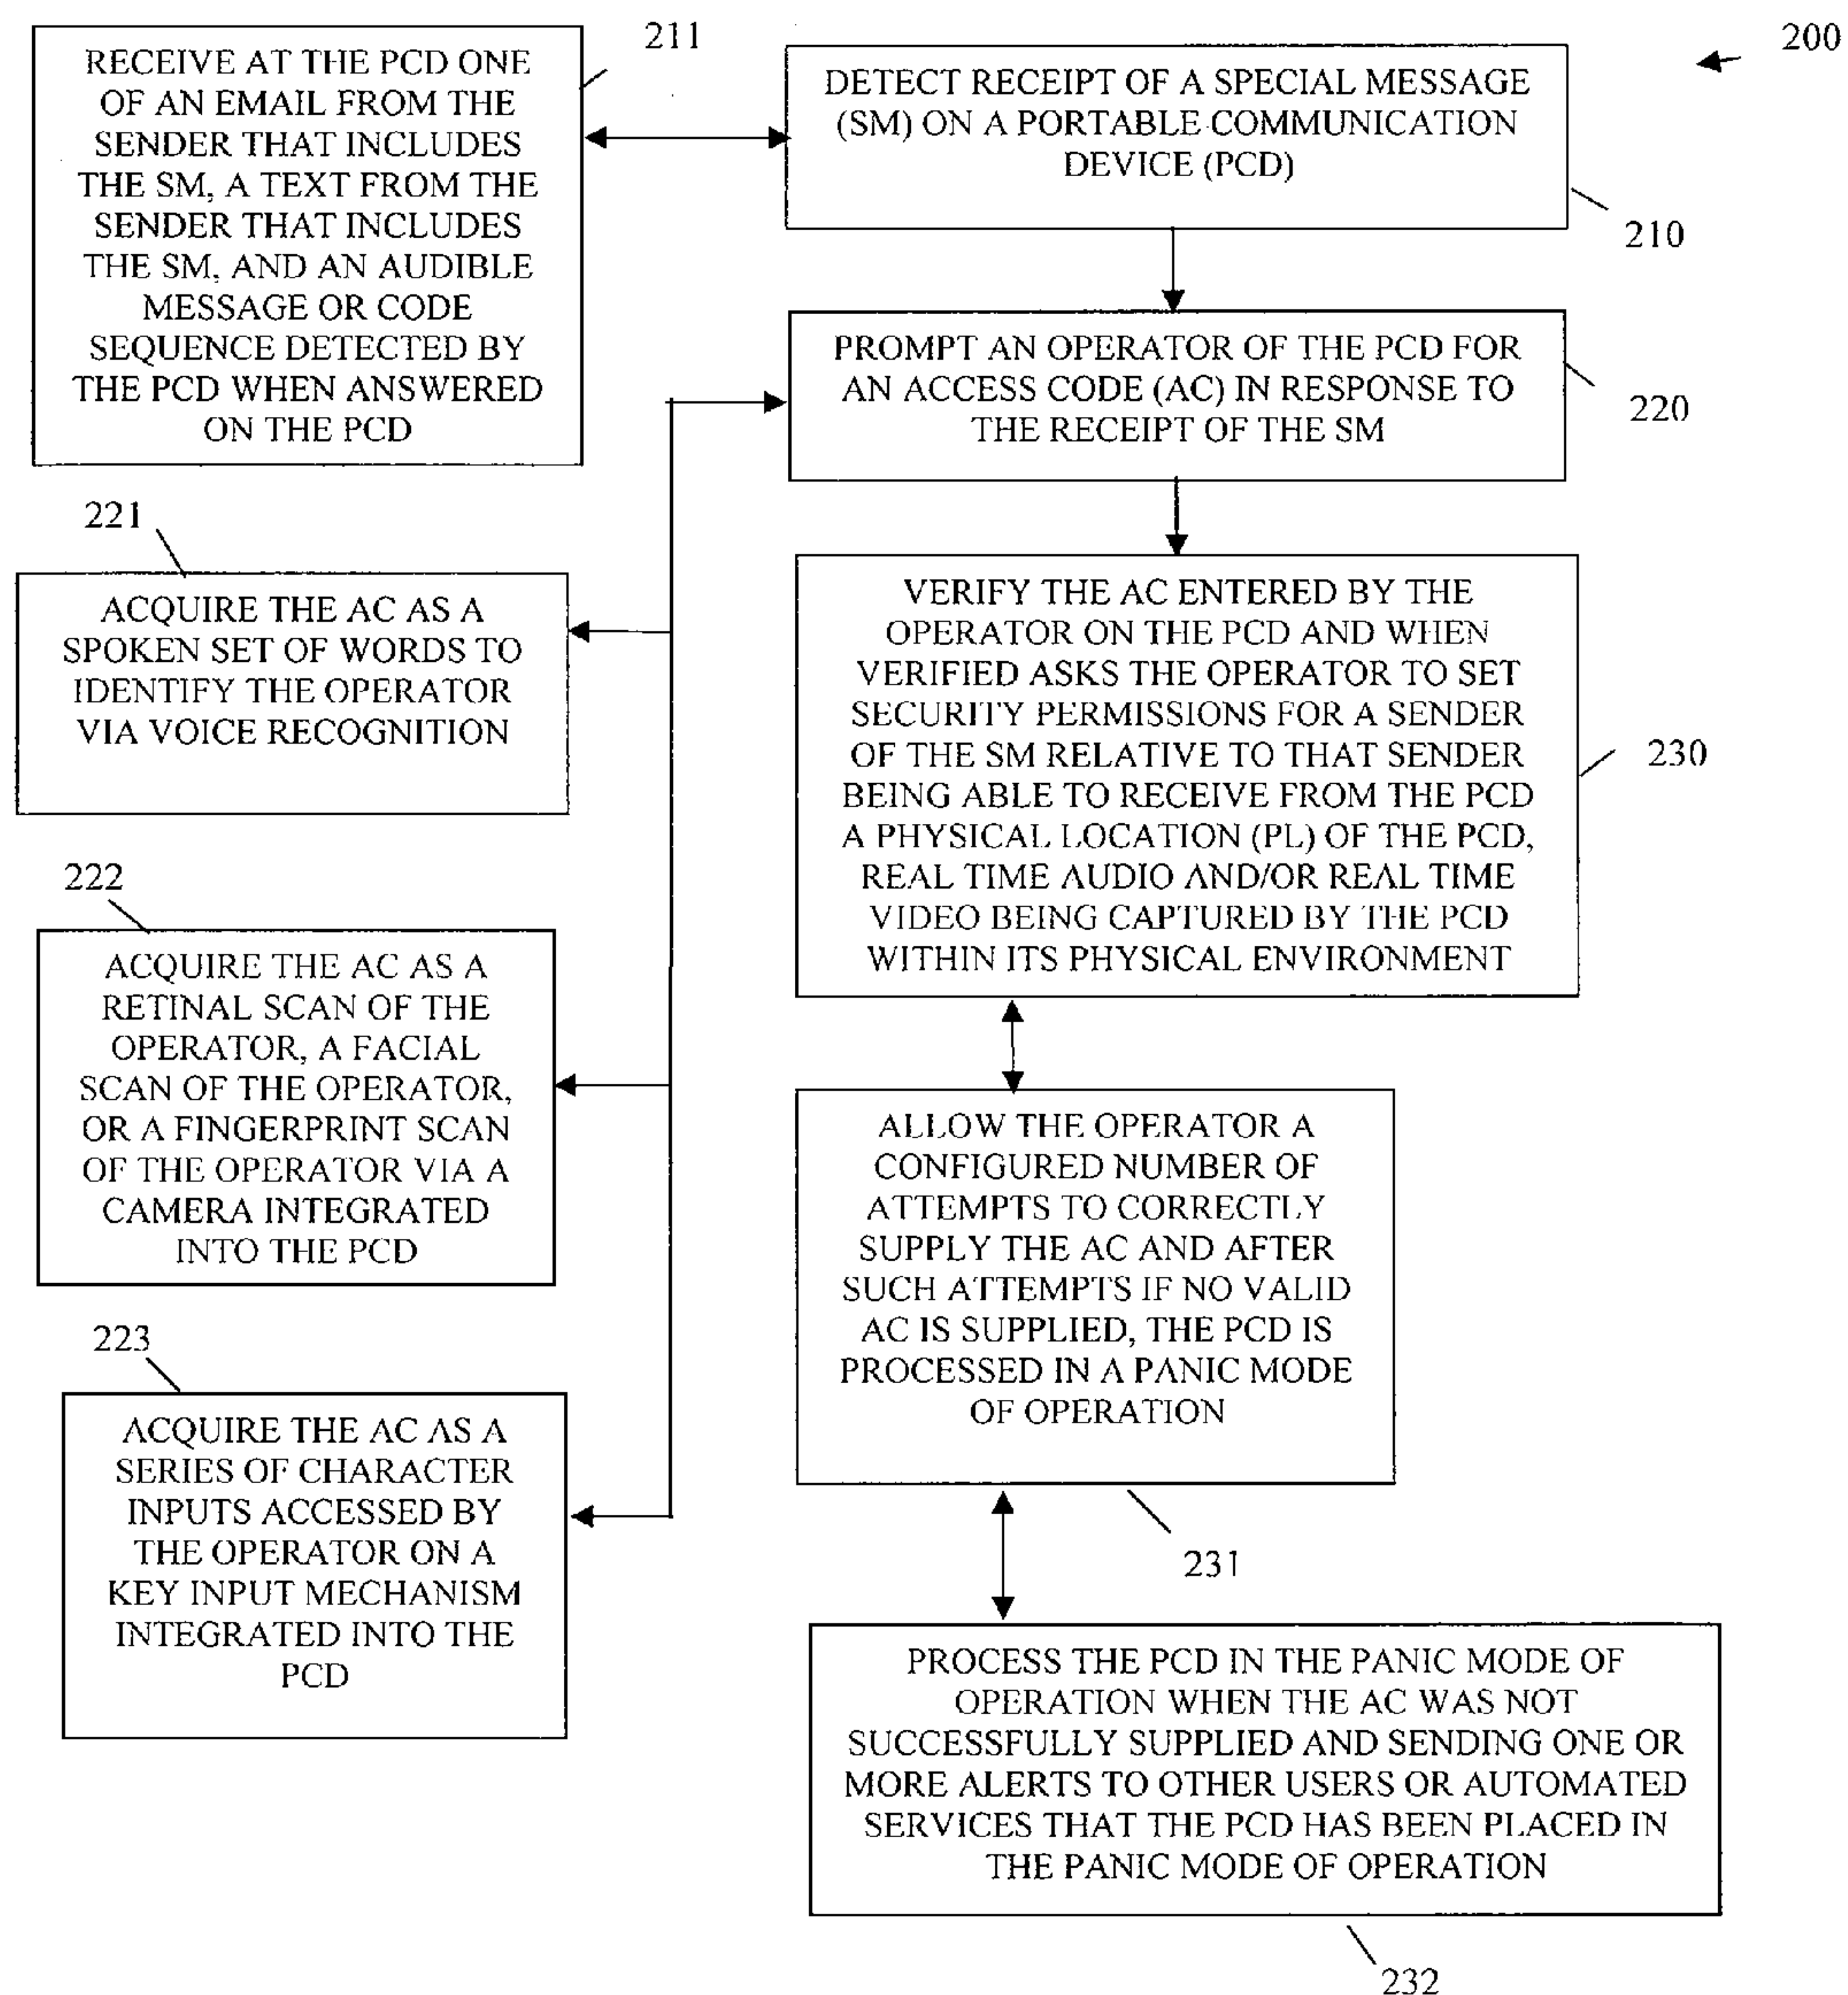 200
211
RECEIVE AT THE PCD ONE
OF AN EMAIL FROM THE
SENDER THAT INCLUDES
THE SM, A TEXT FROM THE
SENDER THAT INCLUDES
THE SM, AND AN AUDIBLE
MESSAGE OR CODE
SEQUENCE DETECTED BY
THE PCD WHEN ANSWERED
ON THE PCD
DETECT RECEIPT OF A SPECIAL MESSAGE
(SM) ON A PORTABLE COMMUNICATION
DEVICE (PCD)
210
PROMPT AN OPERATOR OF THE PCD FOR
AN ACCESS CODE (AC) IN RESPONSE TO
THE RECEIPT OF THE SM
220
221
ACQUIRE THE AC AS A
SPOKEN SET OF WORDS TO
IDENTIFY THE OPERATOR
VIA VOICE RECOGNITION
222
ACQUIRE THE AC AS A
RETINAL SCAN OF THE
OPERATOR, A FACIAL
SCAN OF THE OPERATOR,
OR A FINGERPRINT SCAN
OF THE OPERATOR VIA A
CAMERA INTEGRATED
INTO THE PCD
223
ACQUIRE THE AC AS A
SERIES OF CHARACTER
INPUTS ACCESSED BY
THE OPERATOR ON A
KEY INPUT MECHANISM
INTEGRATED INTO THE
PCD
VERIFY THE AC ENTERED BY THE
OPERATOR ON THE PCD AND WHEN
VERIFIED ASKS THE OPERATOR TO SET
SECURITY PERMISSIONS FOR A SENDER
OF THE SM RELATIVE TO THAT SENDER
BEING ABLE TO RECEIVE FROM THE PCD
A PHYSICAL LOCATION (PL) OF THE PCD,
REAL TIME AUDIO AND/OR REAL TIME
VIDEO BEING CAPTURED BY THE PCD
WITHIN ITS PHYSICAL ENVIRONMENT
230
ALLOW THE OPERATOR A
CONFIGURED NUMBER OF
ATTEMPTS TO CORRECTLY
SUPPLY THE AC AND AFTER
SUCH ATTEMPTS IF NO VALID
AC IS SUPPLIED, THE PCD IS
PROCESSED IN A PANIC MODE
OF OPERATION
231
PROCESS THE PCD IN THE PANIC MODE OF
OPERATION WHEN THE AC WAS NOT
SUCCESSFULLY SUPPLIED AND SENDING ONE OR
MORE ALERTS TO OTHER USERS OR AUTOMATED
SERVICES THAT THE PCD HAS BEEN PLACED IN
THE PANIC MODE OF OPERATION
232